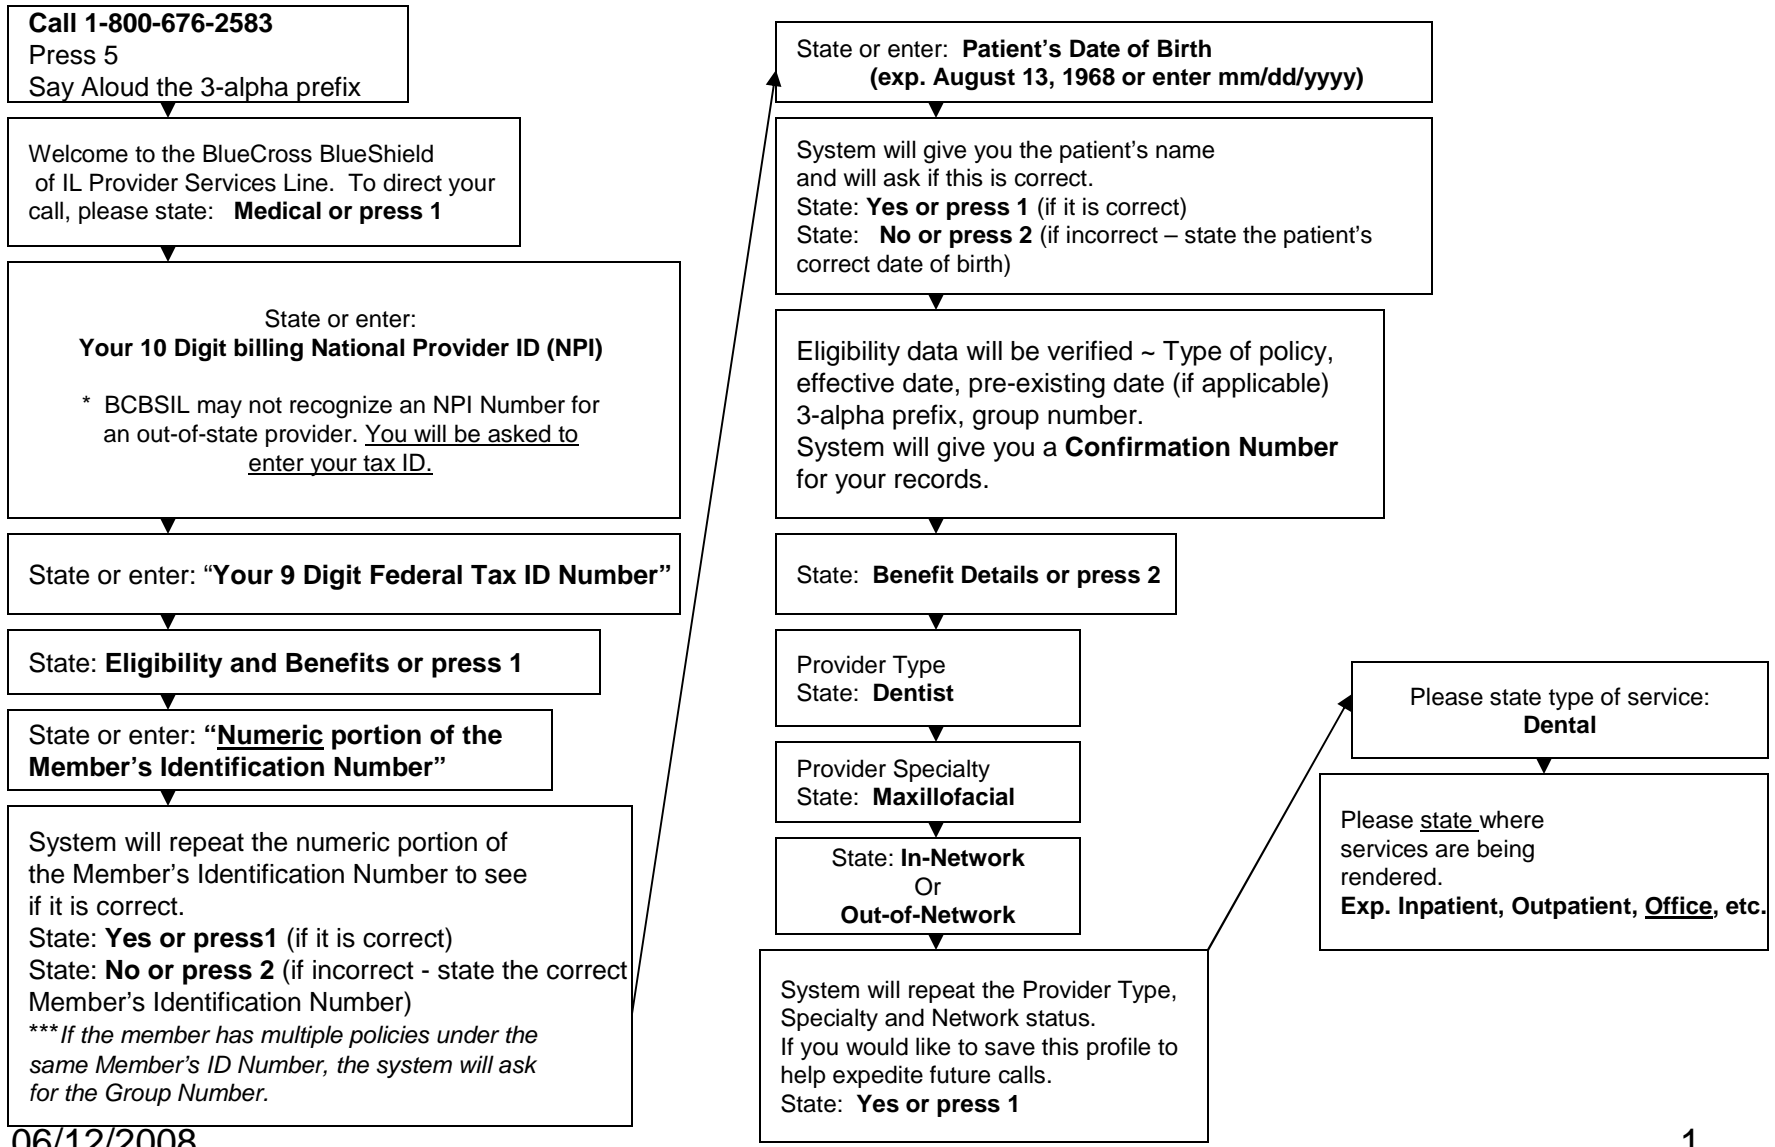 Call 1-800-676-2583
Press 5
Say Aloud the 3-alpha prefix
Welcome to the BlueCross BlueShield
of IL Provider Services Line. To direct your
call, please state: Medical or press 1
State or enter:
Your 10 Digit billing National Provider ID (NPI)
* BCBSIL may not recognize an NPI Number for
an out-of-state provider. You will be asked to
enter your tax ID.
State or enter: “Your 9 Digit Federal Tax ID Number”
State: Eligibility and Benefits or press 1
State or enter: “Numeric portion of the
Member’s Identification Number”
System will repeat the numeric portion of
the Member’s Identification Number to see
if it is correct.
State: Yes or press1 (if it is correct)
State: No or press 2 (if incorrect - state the correct
Member’s Identification Number)
***If the member has multiple policies under the
same Member’s ID Number, the system will ask
for the Group Number.
State or enter: Patient’s Date of Birth
(exp. August 13, 1968 or enter mm/dd/yyyy)
System will give you the patient’s name
and will ask if this is correct.
State: Yes or press 1 (if it is correct)
State: No or press 2 (if incorrect – state the patient’s
correct date of birth)
Eligibility data will be verified ~ Type of policy,
effective date, pre-existing date (if applicable)
3-alpha prefix, group number.
System will give you a Confirmation Number
for your records.
State: Benefit Details or press 2
Provider Type
State: Dentist
Provider Specialty
State: Maxillofacial
State: In-Network
Or
Out-of-Network
System will repeat the Provider Type,
Specialty and Network status.
If you would like to save this profile to
help expedite future calls.
State: Yes or press 1
Please state type of service:
Dental
Please state where
services are being
rendered.
Exp. Inpatient, Outpatient, Office, etc.
06/12/2008
1